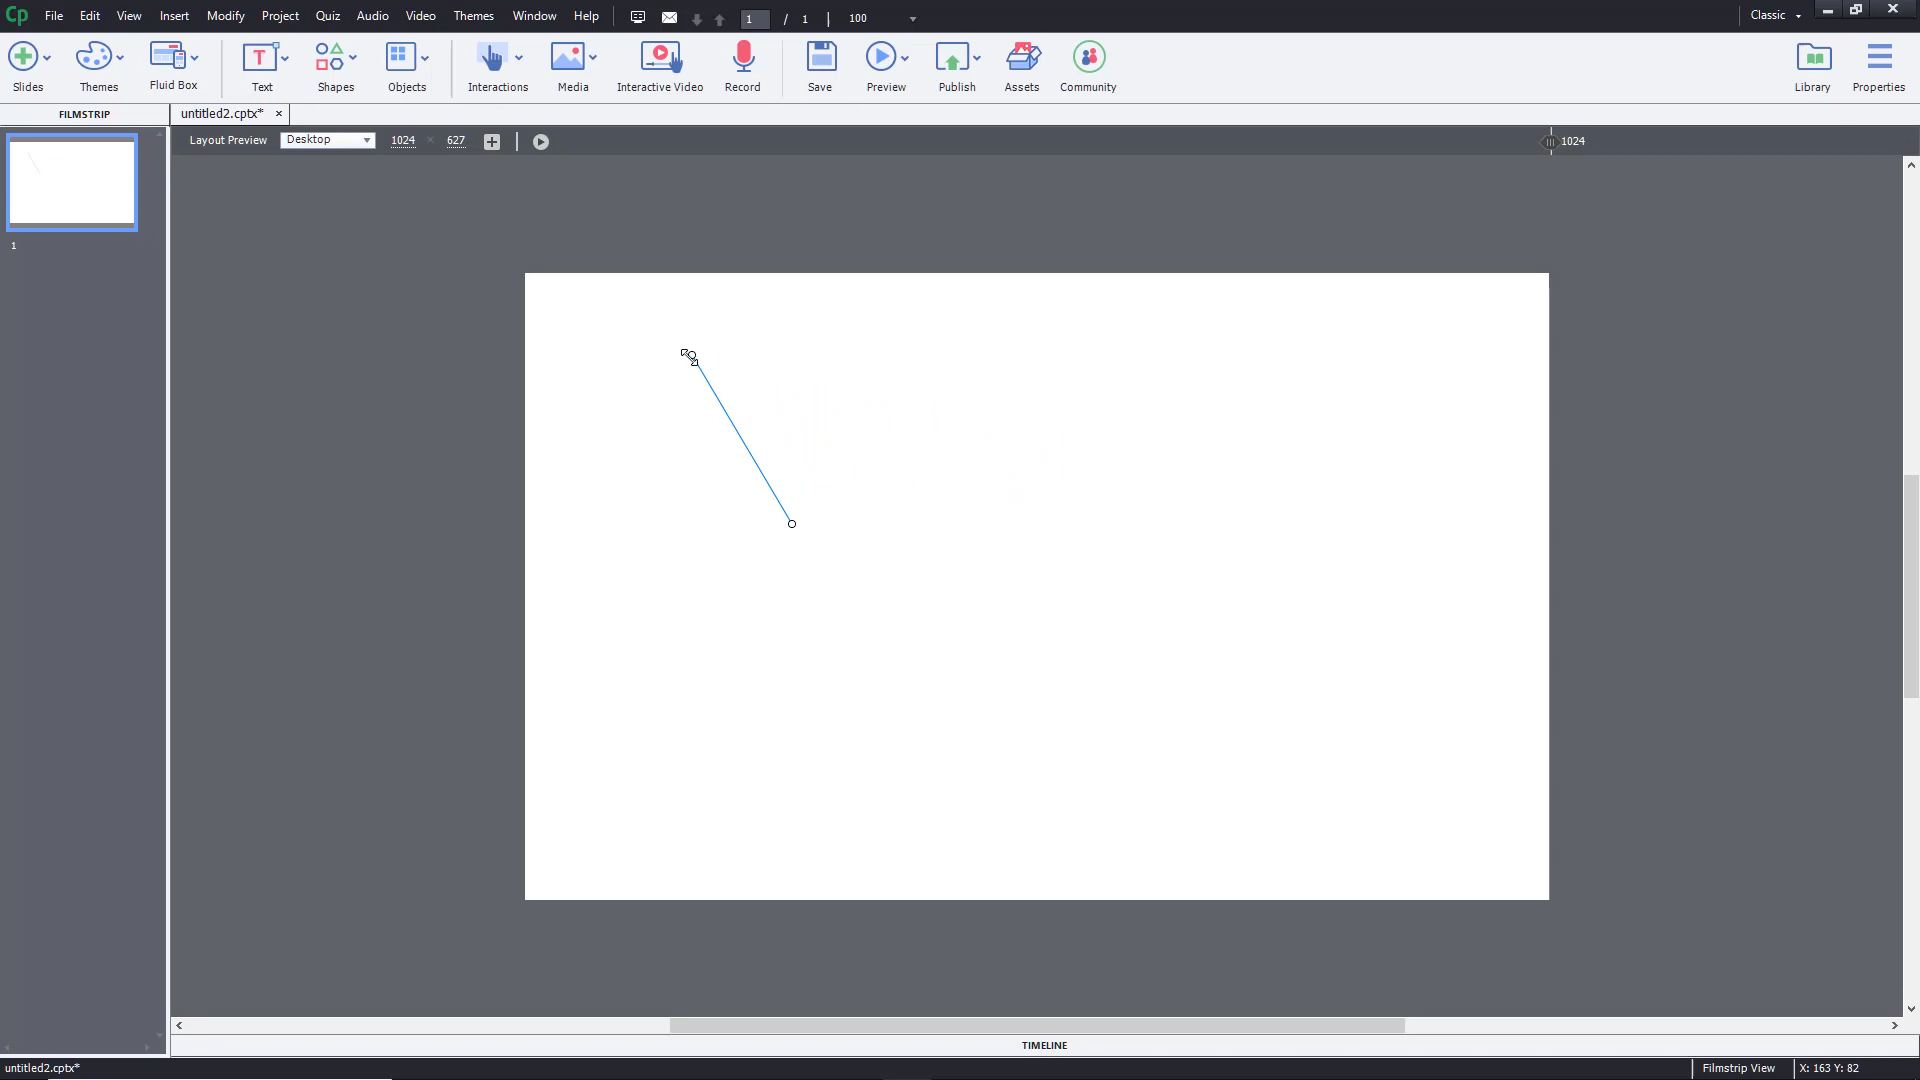 Cp File Edit View Insert Modify Project Quiz Audio Video Themes Window Help 1 / 1 | 100 Classic
Slides Themes Fluid Box Text Shapes Objects Interactions Media Interactive Video Record Save Preview Publish Assets Community Library Properties
FILMSTRIP untitled2.cptx* ×
Layout Preview Desktop 1024 × 627 1024
1
TIMELINE
untitled2.cptx* Filmstrip View X: 163 Y: 82